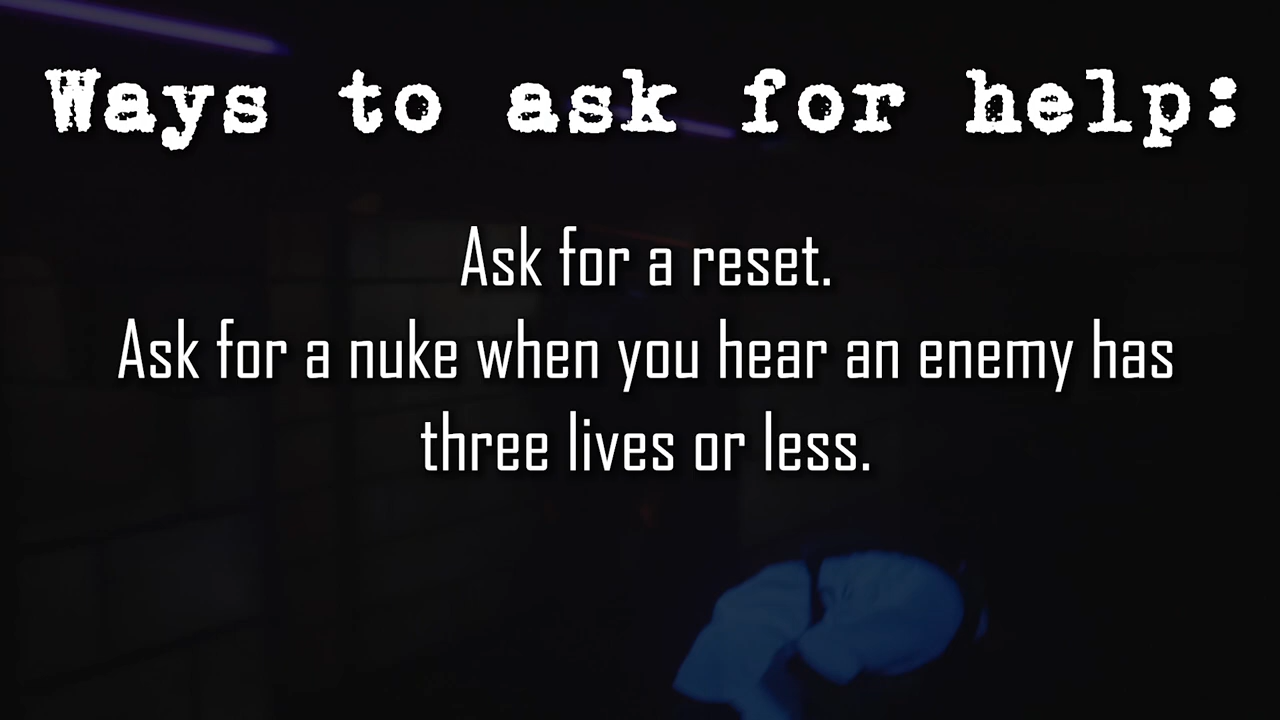 Ways to ask for help:
Ask for a reset.
Ask for a nuke when you hear an enemy has
three lives or less.